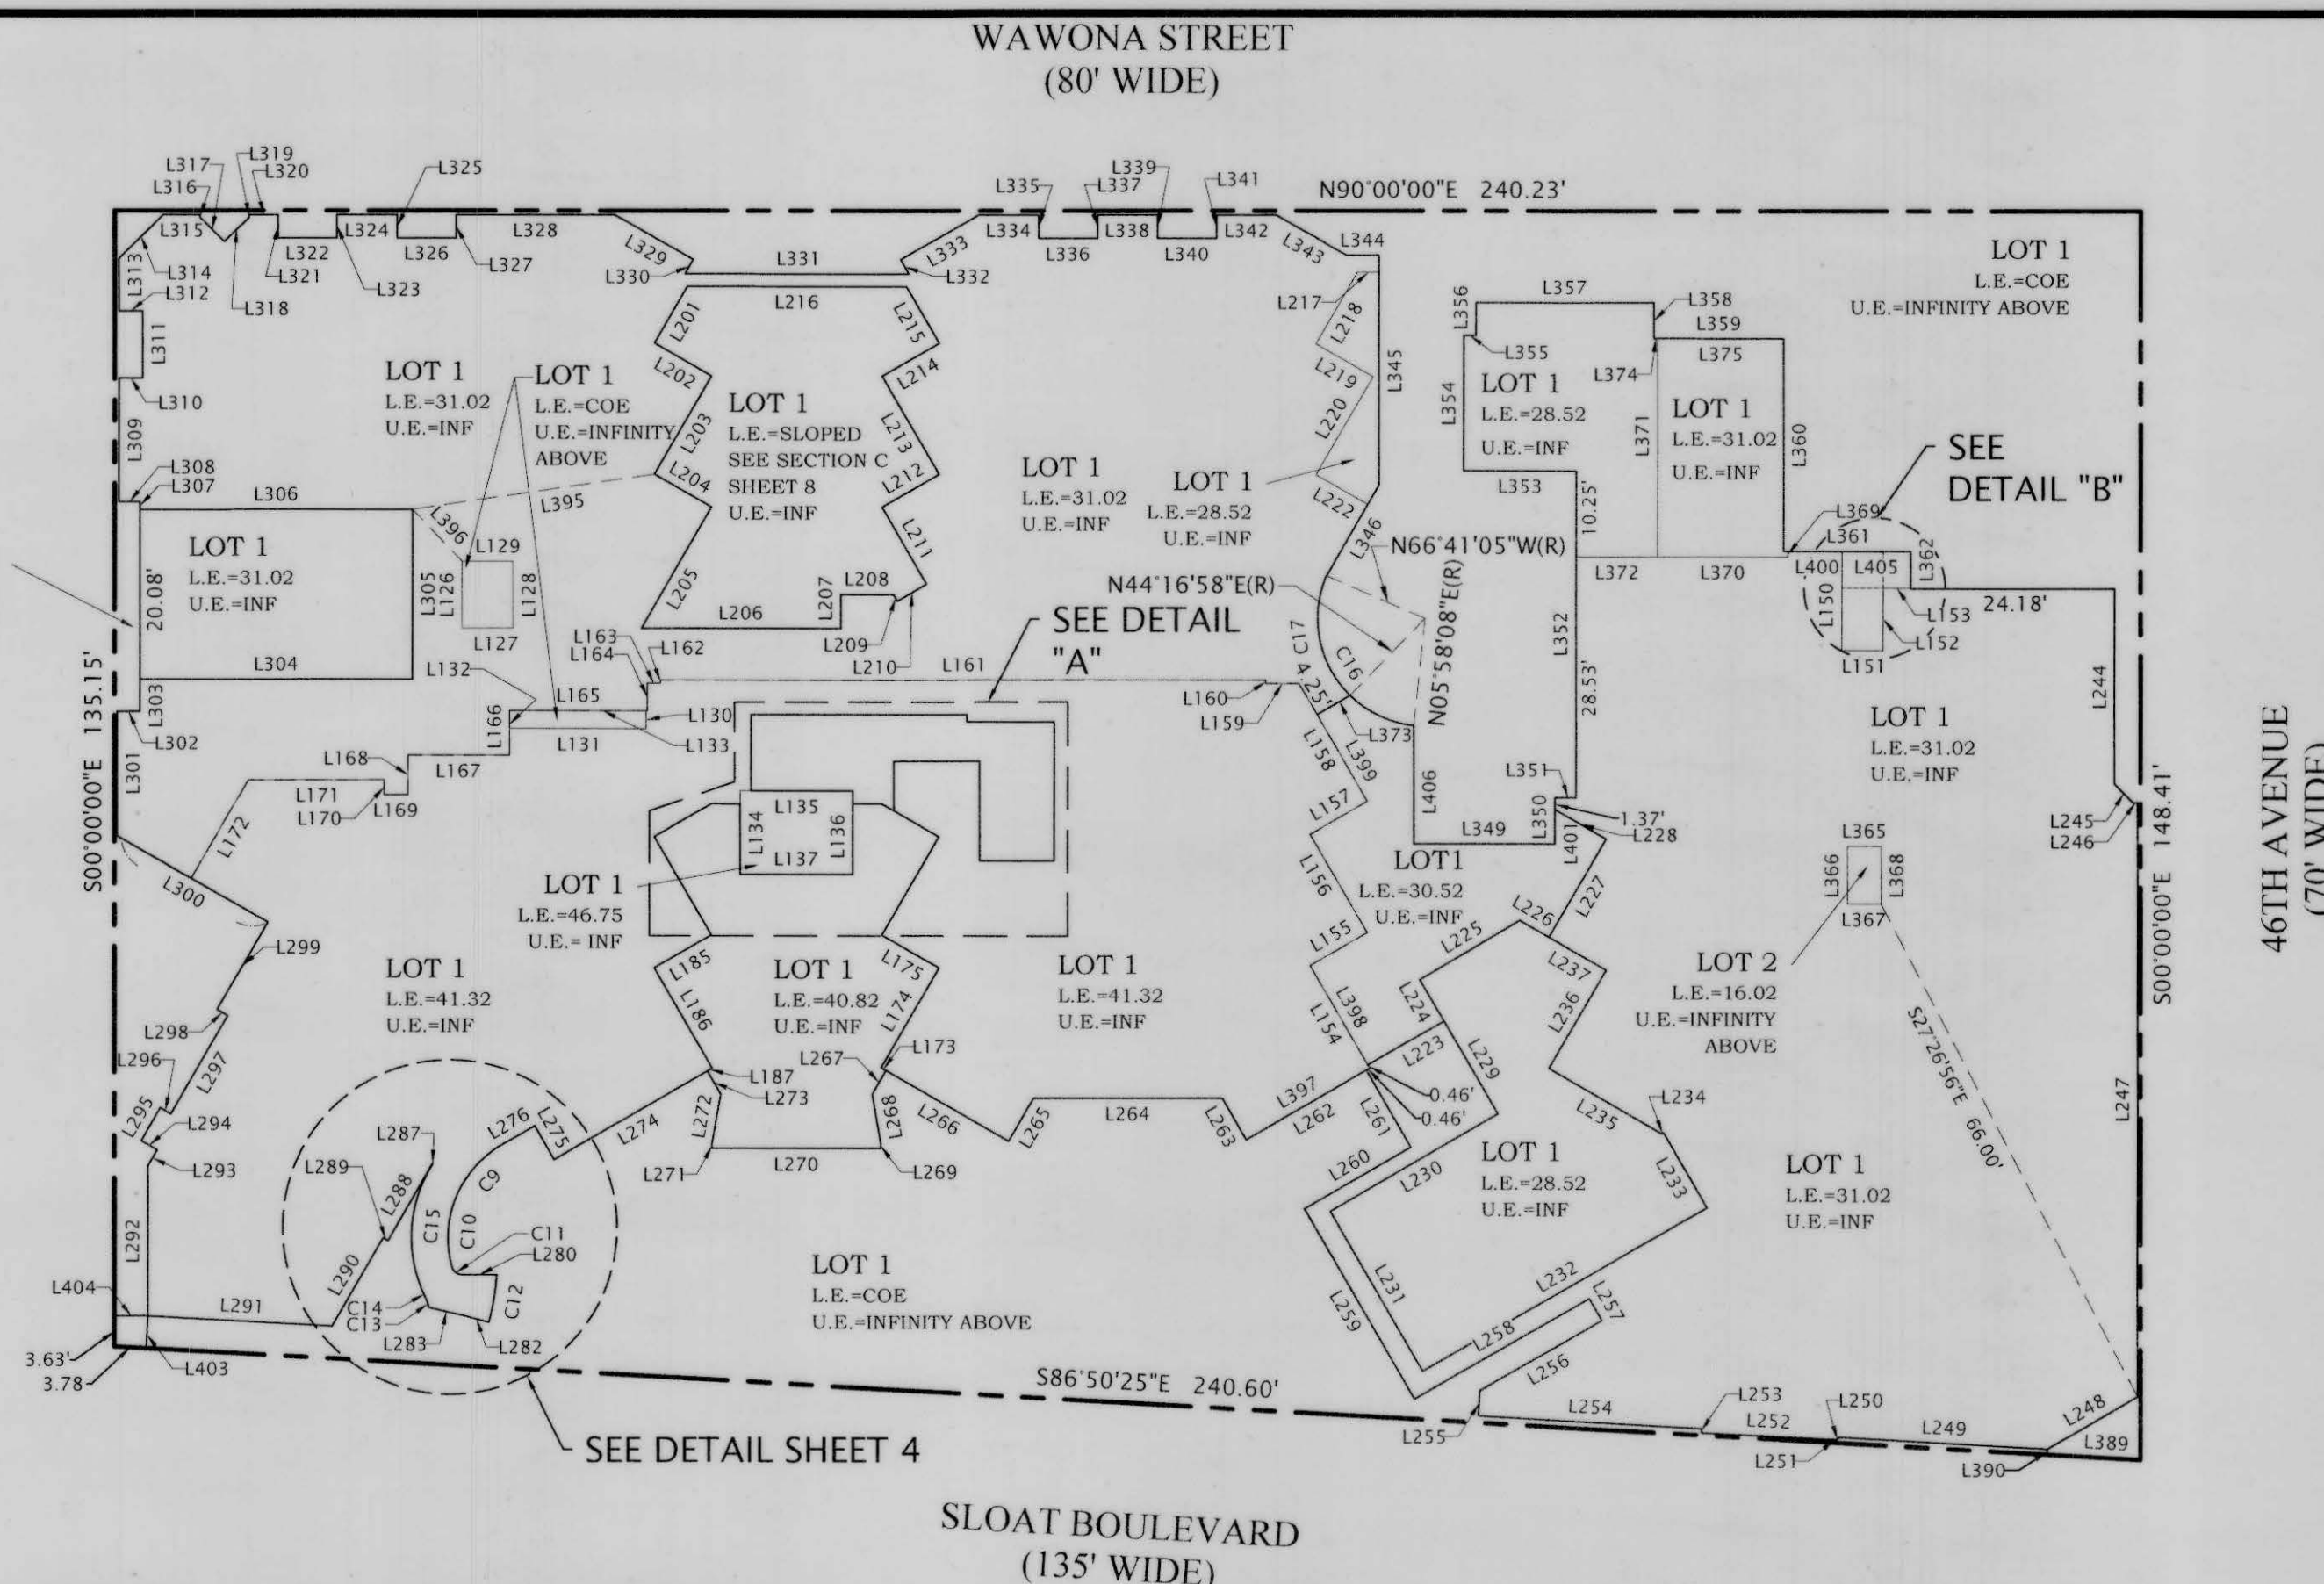 WAWONA STREET
(80' WIDE)
N90°00'00"E 240.23'
L317
L319
L316
L320
L325
L335
L339
L337
L341
L315
L324
L328
L334
L338
L342
L322
L326
L336
L340
L344
L313
L314
L312
L321
L323
L327
L318
L329
L330
L331
L333
L332
L343
L311
L310
L309
L308
L307
L306
L201
L216
L215
L202
L214
L203
L213
L204
L212
L395
L396
L217
L218
L219
L220
L222
L345
L346
L356
L357
L358
L359
L355
L354
L374
L375
L371
L360
L353
LOT 1
L.E.=COE
U.E.=INFINITY ABOVE
LOT 1
L.E.=31.02
U.E.=INF
LOT 1
L.E.=COE
U.E.=INFINITY
ABOVE
LOT 1
L.E.=SLOPED
SEE SECTION C
SHEET 8
U.E.=INF
LOT 1
L.E.=31.02
U.E.=INF
LOT 1
L.E.=28.52
U.E.=INF
LOT 1
L.E.=28.52
U.E.=INF
LOT 1
L.E.=31.02
U.E.=INF
SEE
DETAIL "B"
LOT 1
L.E.=31.02
U.E.=INF
20.08'
L305
L126
L129
L128
L127
L205
L211
L207
L208
L206
L209
L210
N66°41'05"W(R)
N44°16'58"E(R)
N05°58'08"E(R)
10.25'
L372
L370
L369
L361
L362
L400
L405
L150
L153
L152
L151
24.18'
L352
28.53'
L304
L303
L302
L301
L132
L163
L164
L162
L161
SEE DETAIL
"A"
L165
L166
L130
L131
L133
L160
L159
4.25'
C17
C16
L373
L158
L399
L157
L406
L351
L350
1.37'
L228
L401
L349
L244
L245
L246
S00°00'00"E 135.15'
S00°00'00"E 148.41'
46TH AVENUE
(70' WIDE)
L168
L167
L171
L170
L169
L172
L300
L134
L135
L136
L137
LOT 1
L.E.=46.75
U.E.= INF
LOT1
L.E.=30.52
U.E.=INF
LOT 1
L.E.=31.02
U.E.=INF
L365
L366
L368
L367
L156
L155
L226
L227
L225
L237
L236
L224
L398
L154
L223
L229
LOT 2
L.E.=16.02
U.E.=INFINITY
ABOVE
S27°26'56"E 66.00'
L247
L299
LOT 1
L.E.=41.32
U.E.=INF
L185
L186
LOT 1
L.E.=40.82
U.E.=INF
L175
L174
LOT 1
L.E.=41.32
U.E.=INF
L298
L296
L297
L295
L294
L293
L267
L173
L187
L273
L272
L268
L266
L265
L264
L263
L397
L262
0.46'
0.46'
L261
L260
L230
L235
L234
L233
L287
L276
L275
L274
L271
L270
L269
L289
L288
C9
C10
C15
C11
L280
C12
L290
C14
C13
L283
L282
L292
L404
L291
3.63'
3.78
L403
LOT 1
L.E.=COE
U.E.=INFINITY ABOVE
LOT 1
L.E.=28.52
U.E.=INF
LOT 1
L.E.=31.02
U.E.=INF
L231
L232
L259
L257
L258
L256
L255
L254
L253
L252
L251
L250
L249
L248
L389
L390
S86°50'25"E 240.60'
SEE DETAIL SHEET 4
SLOAT BOULEVARD
(135' WIDE)